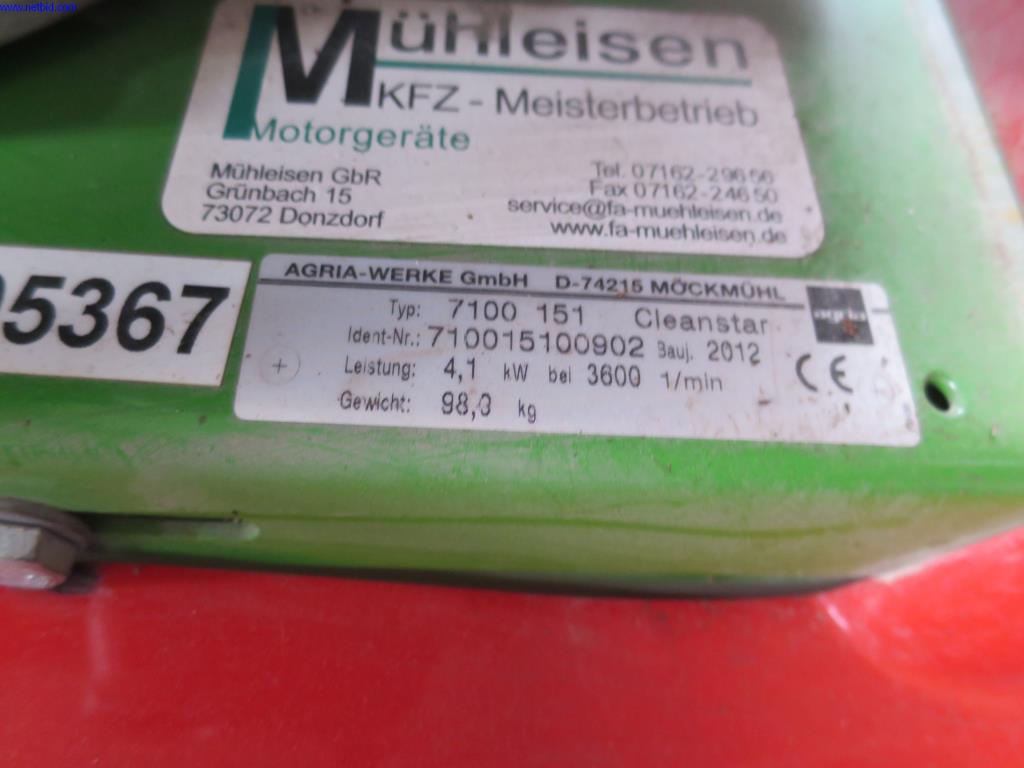 www.netbid.com
Mühleisen
KFZ - Meisterbetrieb
Motorgeräte
Mühleisen GbR
Grünbach 15
73072 Donzdorf
Tel. 07162-29656
Fax 07162-24650
service@fa-muehleisen.de
www.fa-muehleisen.de
5367
AGRIA-WERKE GmbH D-74215 MÖCKMÜHL
Typ: 7100 151 Cleanstar
agria
Ident-Nr.: 710015100902 Bauj. 2012
Leistung: 4,1 kW bei 3600 1/min
CE
Gewicht: 98,0 kg